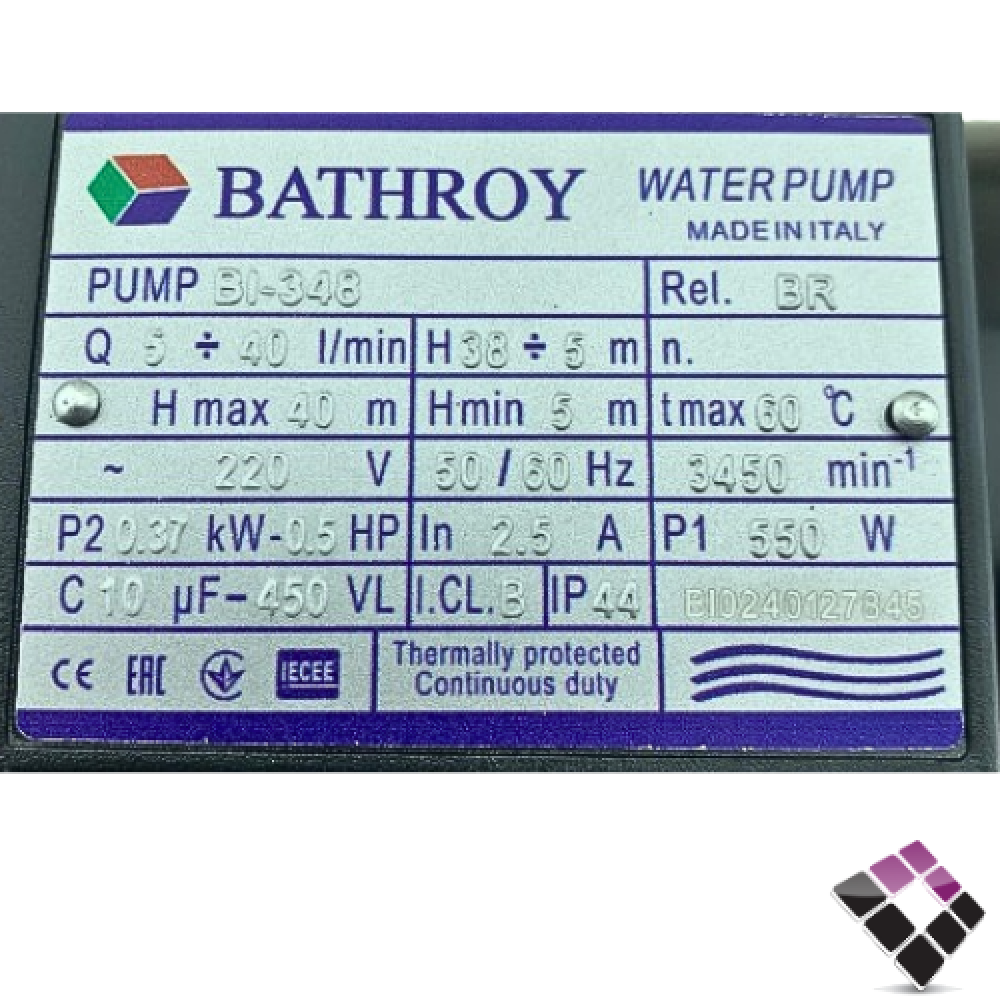 BATHROY WATER PUMP
MADE IN ITALY
PUMP BI-348 Rel. BR
Q 5 ÷ 40 l/min H 38 ÷ 5 m n.
H max 40 m H min 5 m t max 60 °C
~ 220 V 50 / 60 Hz 3450 min-1
P2 0.37 kW-0.5 HP In 2.5 A P1 550 W
C 10 µF- 450 VL I.CL. B IP 44 BI0240127345
CE EAC IECEE Thermally protected
Continuous duty